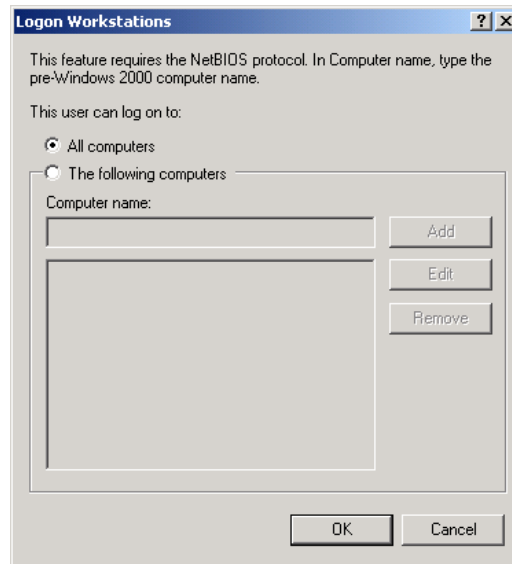 Logon Workstations
This feature requires the NetBIOS protocol. In Computer name, type the
pre-Windows 2000 computer name.
This user can log on to:
All computers
The following computers
Computer name:
Add
Edit
Remove
OK
Cancel